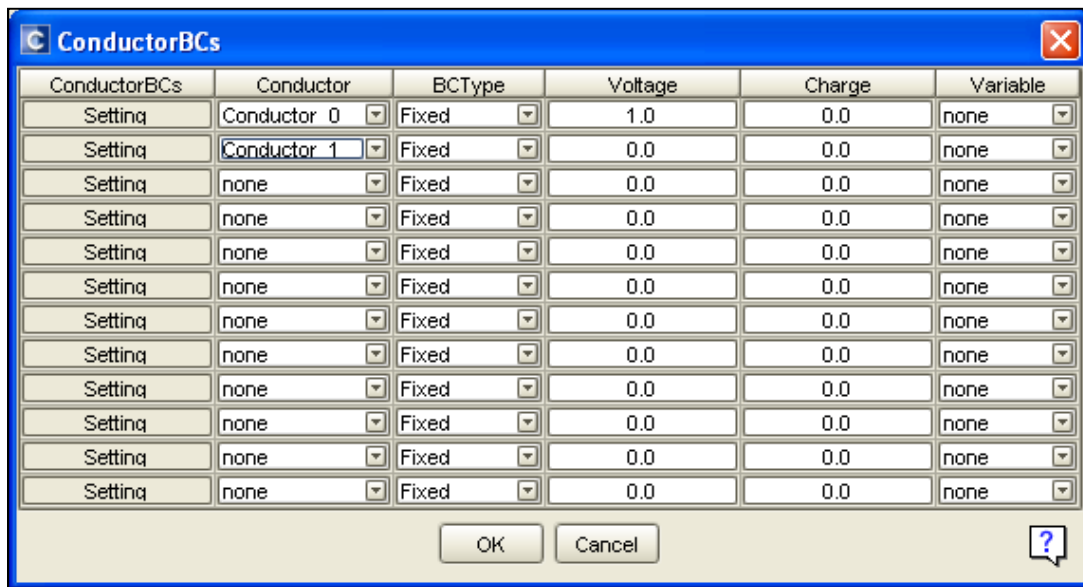 C ConductorBCs
ConductorBCs Conductor BCType Voltage Charge Variable
Setting Conductor 0 Fixed 1.0 0.0 none
Setting Conductor 1 Fixed 0.0 0.0 none
Setting none Fixed 0.0 0.0 none
Setting none Fixed 0.0 0.0 none
Setting none Fixed 0.0 0.0 none
Setting none Fixed 0.0 0.0 none
Setting none Fixed 0.0 0.0 none
Setting none Fixed 0.0 0.0 none
Setting none Fixed 0.0 0.0 none
Setting none Fixed 0.0 0.0 none
Setting none Fixed 0.0 0.0 none
Setting none Fixed 0.0 0.0 none
OK Cancel ?